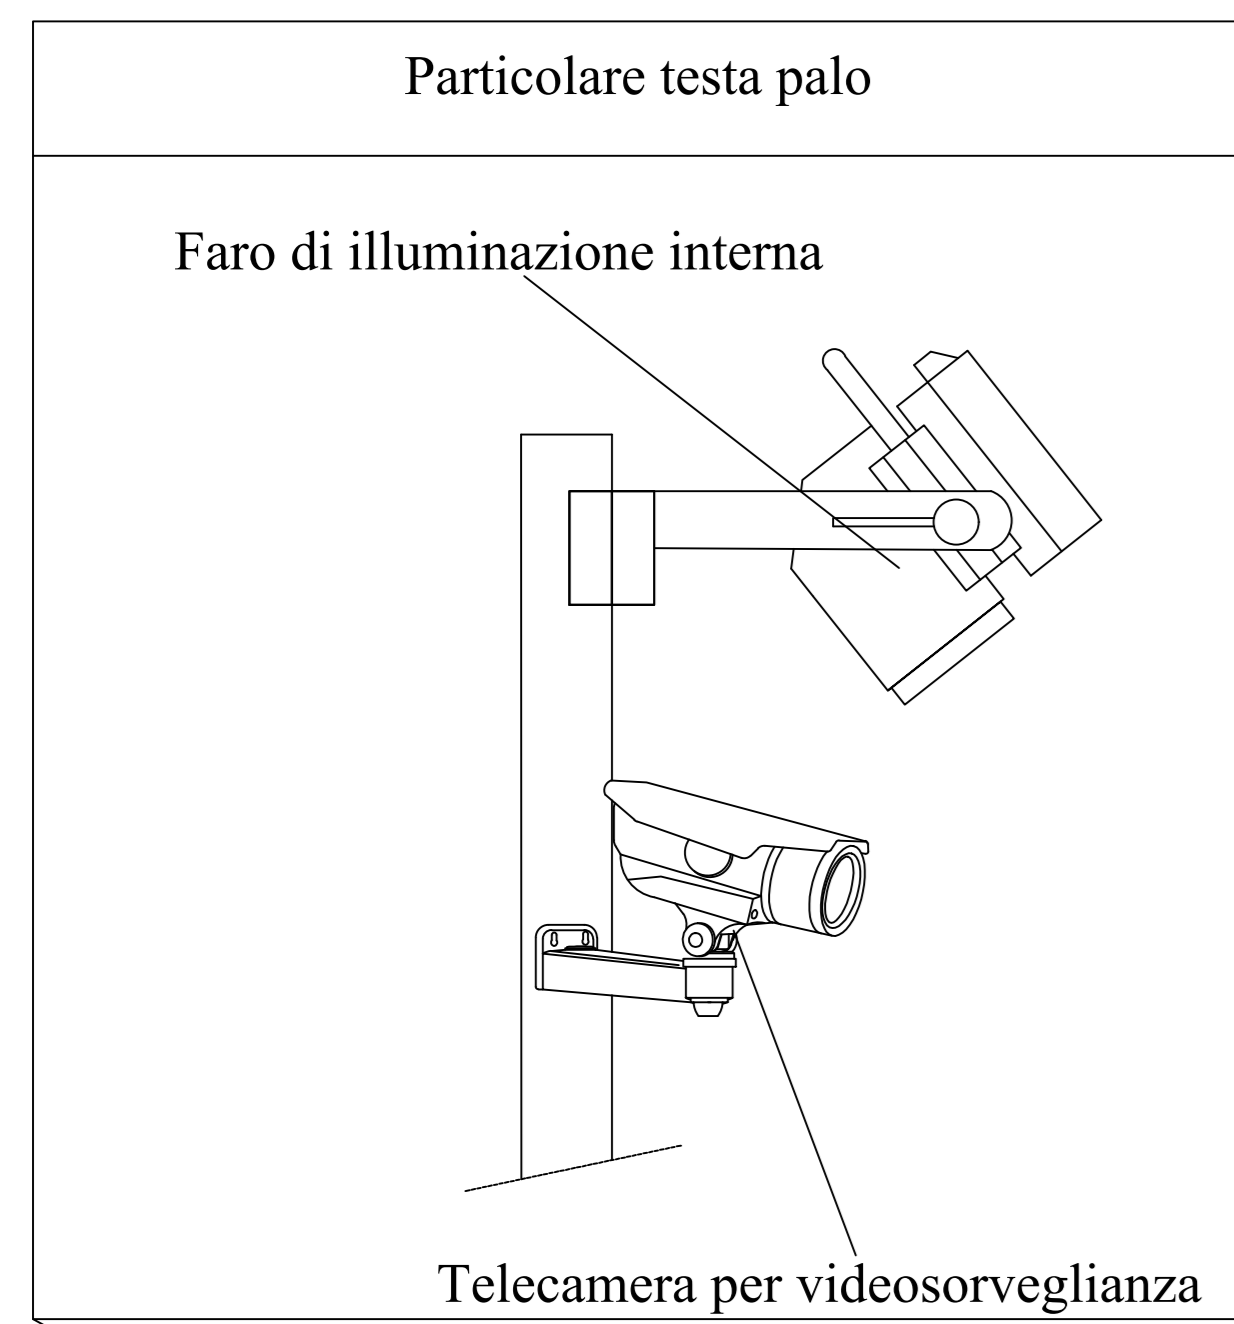 Particolare testa palo
Faro di illuminazione interna
Telecamera per videosorveglianza